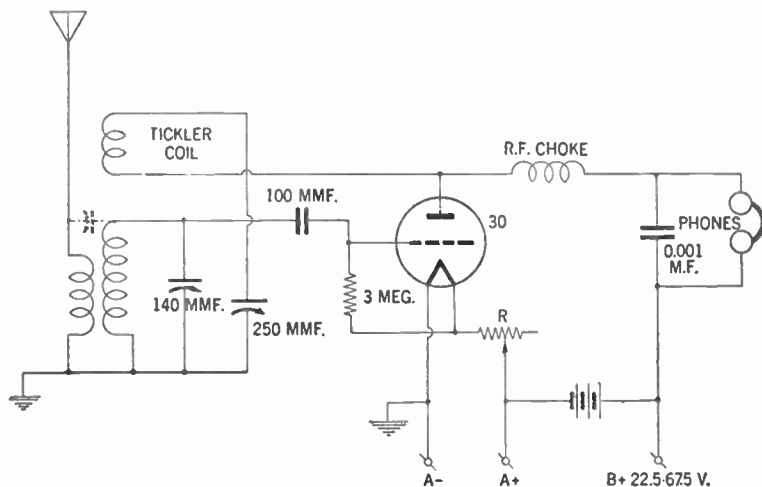 TICKLER
COIL
R.F. CHOKE
100 MMF.
30
PHONES
0.001
M.F.
3 MEG.
140 MMF.
250 MMF.
R
A-
A+
B+ 22.5-67.5 V.